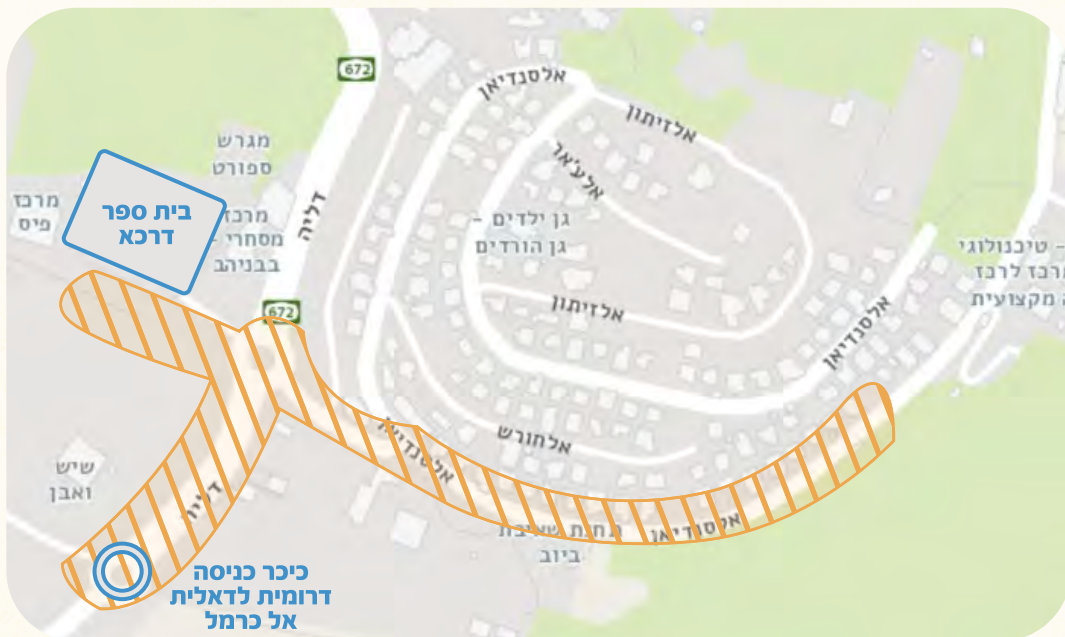 672
אלסנדיאן
אלזיתון
מגרש
ספורט
אלע'אר
מרכז
פיס
בית ספר
דרכא
דליה
מרכז
מסחרי -
בבניהב
גן ילדים -
גן הורדים
- טיכנולוגי
מרכז לרכז
מקצועית
672
אלזיתון
אלסנדיאן
אלסנדיאן
אלחורש
שיש
ואבן
דליה
תחנת שאיבת
ביוב
אלסנדיאן
כיכר כניסה
דרומית לדאלית
אל כרמל